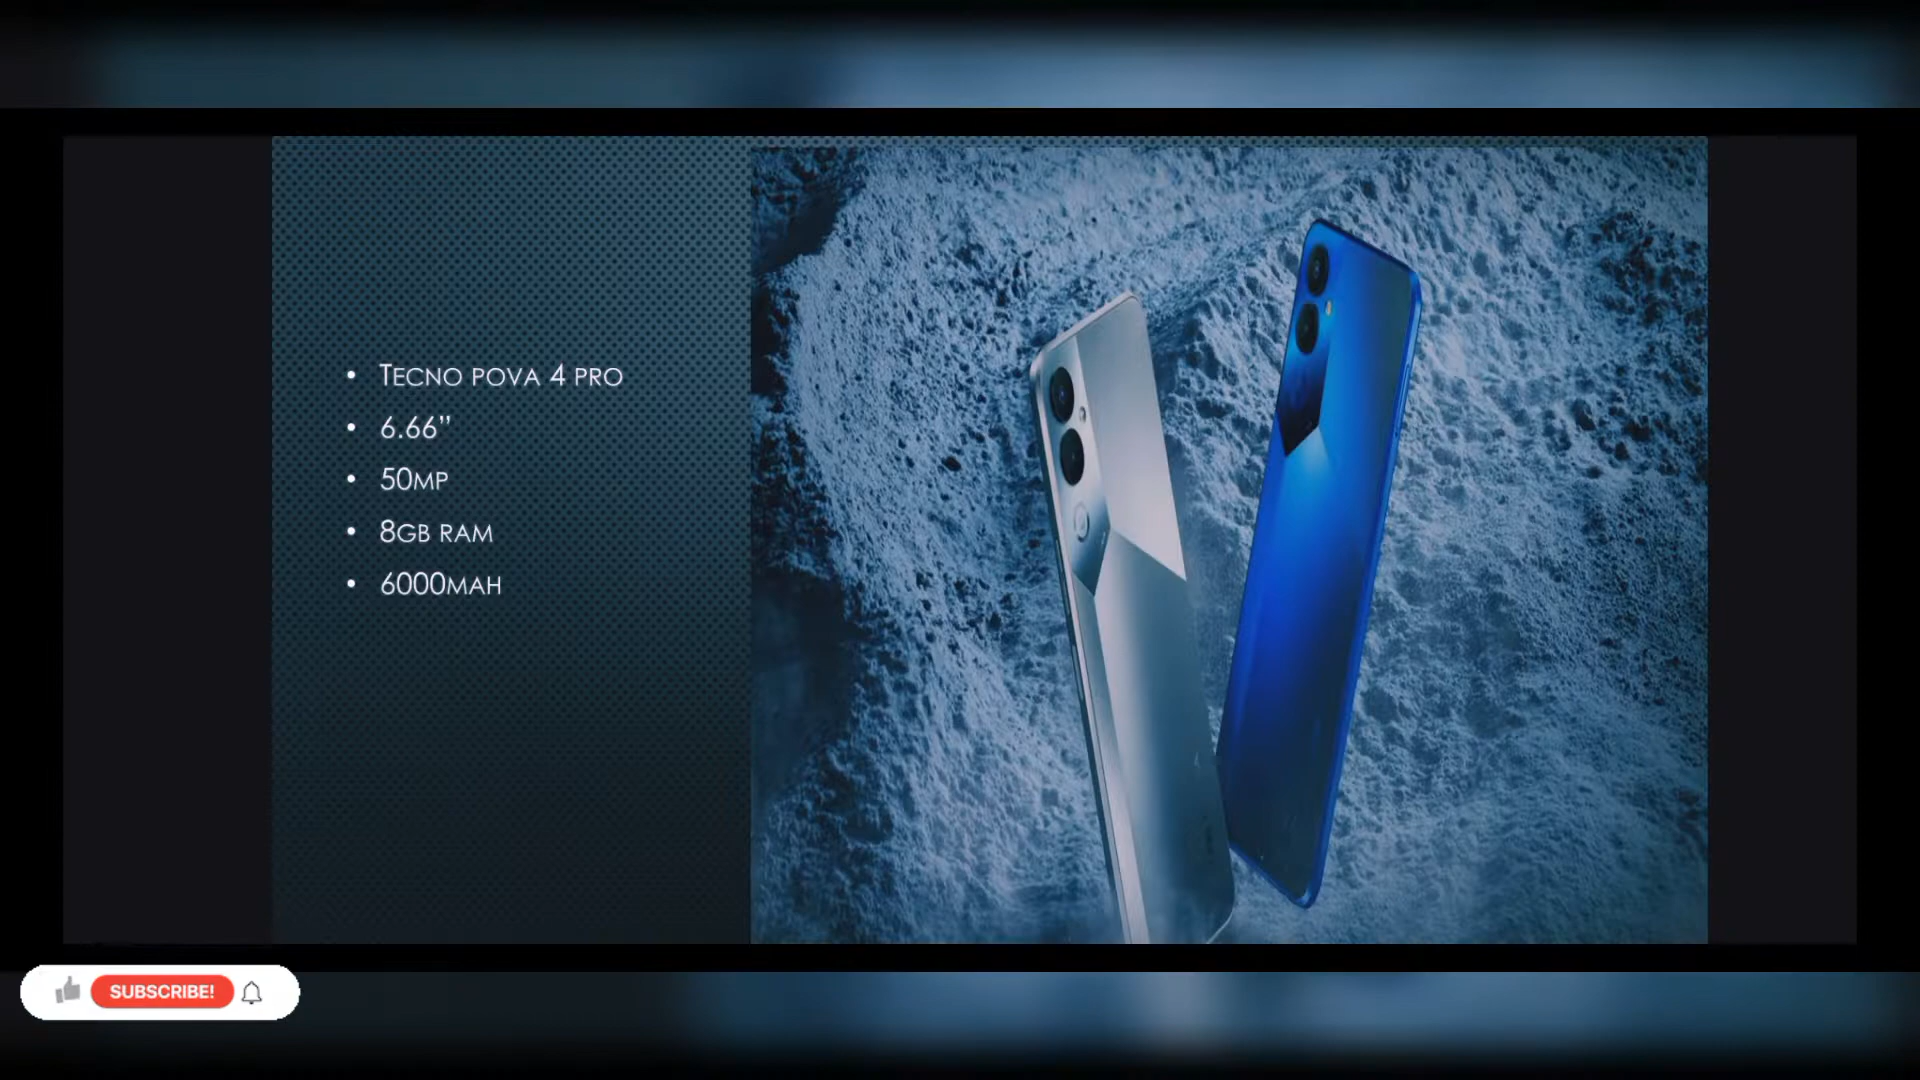 • Tecno pova 4 pro
• 6.66”
• 50mp
• 8gb ram
• 6000mah
SUBSCRIBE!